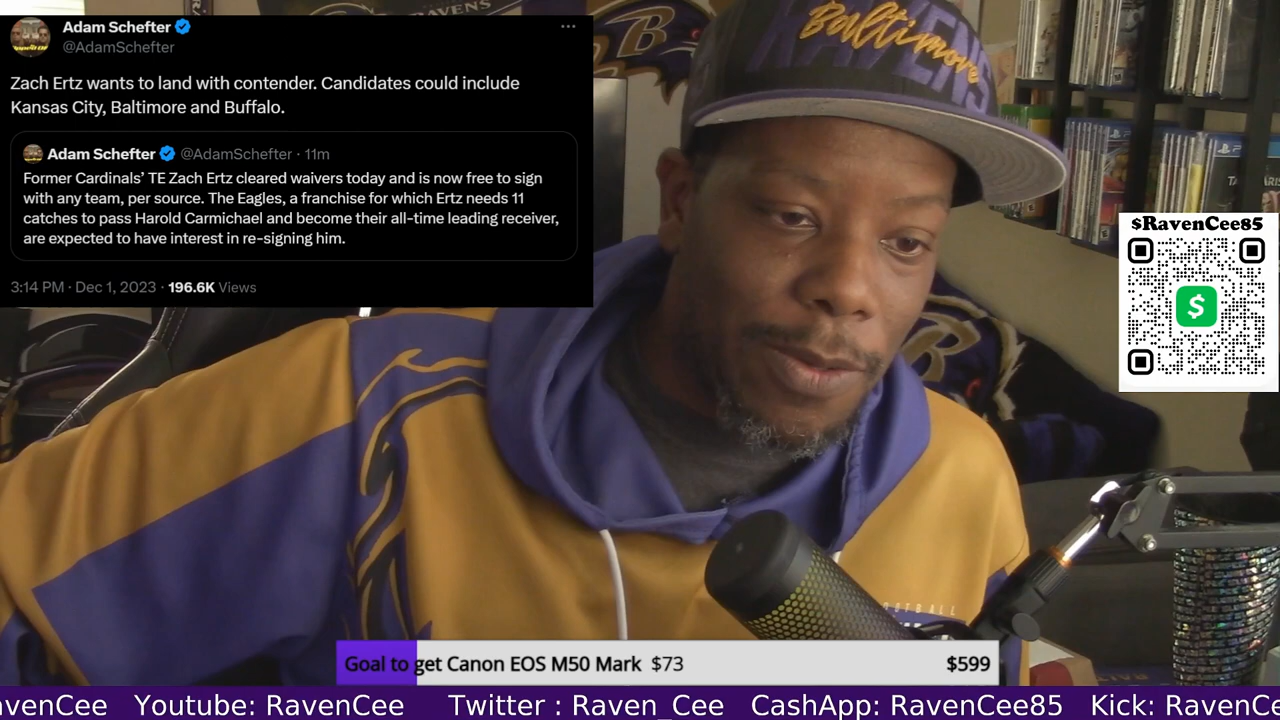 Adam Schefter
@AdamSchefter
Zach Ertz wants to land with contender. Candidates could include
Kansas City, Baltimore and Buffalo.
Adam Schefter @AdamSchefter · 11m
Former Cardinals’ TE Zach Ertz cleared waivers today and is now free to sign
with any team, per source. The Eagles, a franchise for which Ertz needs 11
catches to pass Harold Carmichael and become their all-time leading receiver,
are expected to have interest in re-signing him.
3:14 PM · Dec 1, 2023 · 196.6K Views
RAVENS
B
Baltimore
RAVENS
$RavenCee85
$
B
Goal to get Canon EOS M50 Mark $73 $599
avenCee Youtube: RavenCee Twitter : Raven_Cee CashApp: RavenCee85 Kick: RavenCe